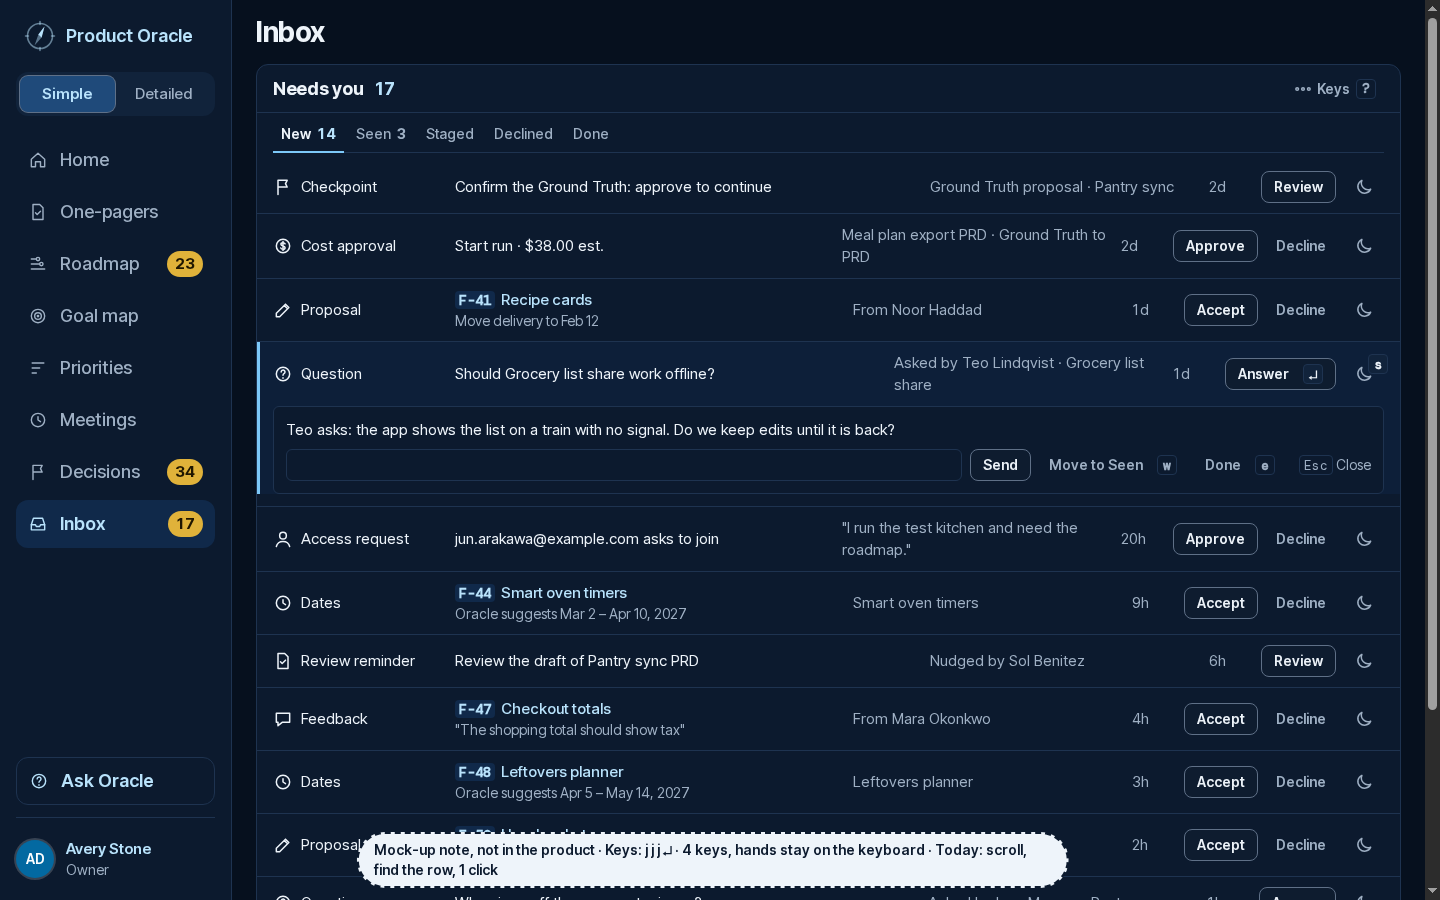 Product Oracle
Simple
Detailed
Home
One-pagers
Roadmap 23
Goal map
Priorities
Meetings
Decisions 34
Inbox 17
Ask Oracle
AD
Avery Stone
Owner
Inbox
Needs you 17
Keys ?
New 14
Seen 3
Staged
Declined
Done
Checkpoint
Confirm the Ground Truth: approve to continue
Ground Truth proposal · Pantry sync
2d
Review
Cost approval
Start run · $38.00 est.
Meal plan export PRD · Ground Truth to
PRD
2d
Approve
Decline
Proposal
F-41 Recipe cards
Move delivery to Feb 12
From Noor Haddad
1d
Accept
Decline
Question
Should Grocery list share work offline?
Asked by Teo Lindqvist · Grocery list
share
1d
Answer ↵
s
Teo asks: the app shows the list on a train with no signal. Do we keep edits until it is back?
Send
Move to Seen w
Done e
Esc Close
Access request
jun.arakawa@example.com asks to join
"I run the test kitchen and need the
roadmap."
20h
Approve
Decline
Dates
F-44 Smart oven timers
Oracle suggests Mar 2 – Apr 10, 2027
Smart oven timers
9h
Accept
Decline
Review reminder
Review the draft of Pantry sync PRD
Nudged by Sol Benitez
6h
Review
Feedback
F-47 Checkout totals
"The shopping total should show tax"
From Mara Okonkwo
4h
Accept
Decline
Dates
F-48 Leftovers planner
Oracle suggests Apr 5 – May 14, 2027
Leftovers planner
3h
Accept
Decline
Proposal
2h
Accept
Decline
Mock-up note, not in the product · Keys: j j j ↵ · 4 keys, hands stay on the keyboard · Today: scroll,
find the row, 1 click